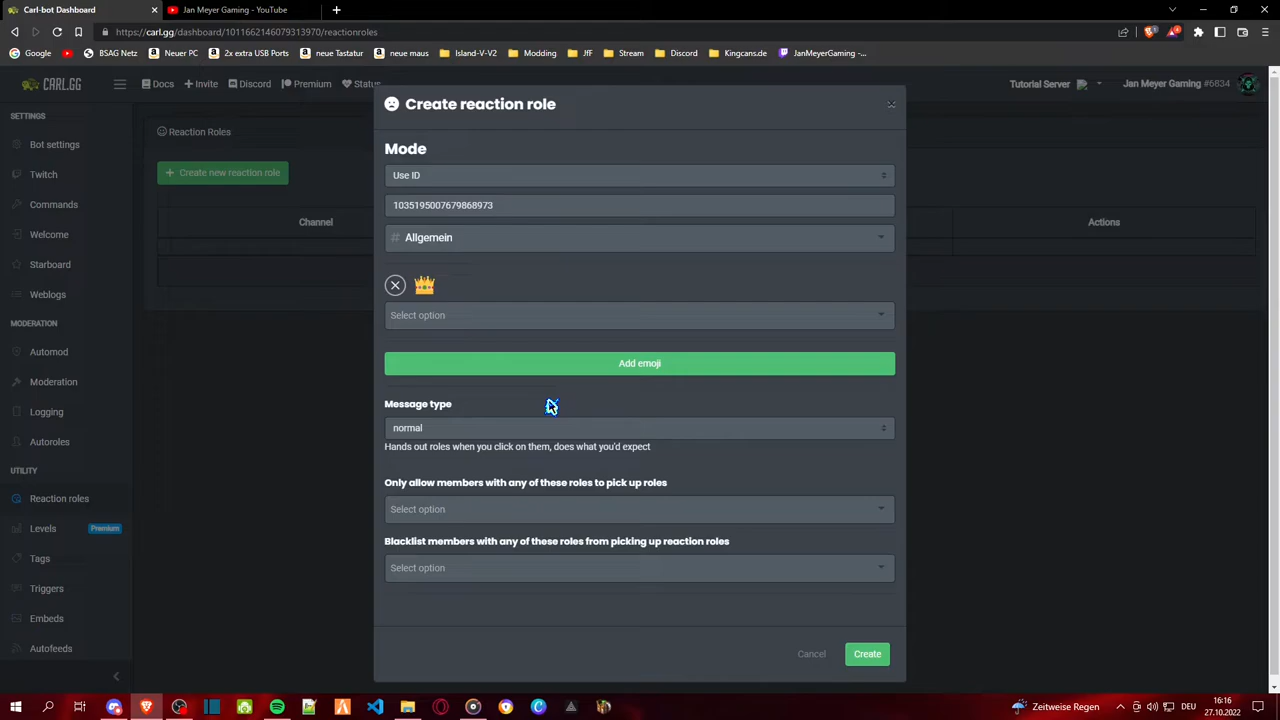 Carl-bot Dashboard
Jan Meyer Gaming - YouTube
https://carl.gg/dashboard/1011662146079313970/reactionroles
Google
BSAG Netz
Neuer PC
2x extra USB Ports
neue Tastatur
neue maus
Island-V-V2
Modding
JfF
Stream
Discord
Kingcans.de
JanMeyerGaming -...
CARL.GG
Docs
Invite
Discord
Premium
Status
Tutorial Server
Jan Meyer Gaming #6834
SETTINGS
Bot settings
Twitch
Commands
Welcome
Starboard
Weblogs
MODERATION
Automod
Moderation
Logging
Autoroles
UTILITY
Reaction roles
Levels
Premium
Tags
Triggers
Embeds
Autofeeds
Reaction Roles
+ Create new reaction role
Channel
Actions
Create reaction role
Mode
Use ID
1035195007679868973
# Allgemein
Select option
Add emoji
Message type
normal
Hands out roles when you click on them, does what you'd expect
Only allow members with any of these roles to pick up roles
Select option
Blacklist members with any of these roles from picking up reaction roles
Select option
Cancel
Create
Zeitweise Regen
16:16
27.10.2022